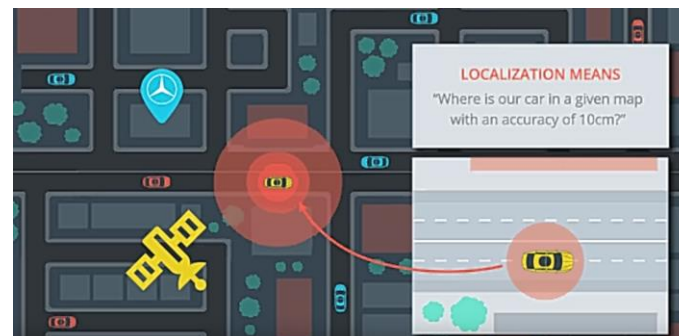 LOCALIZATION MEANS
“Where is our car in a given map
with an accuracy of 10cm?”